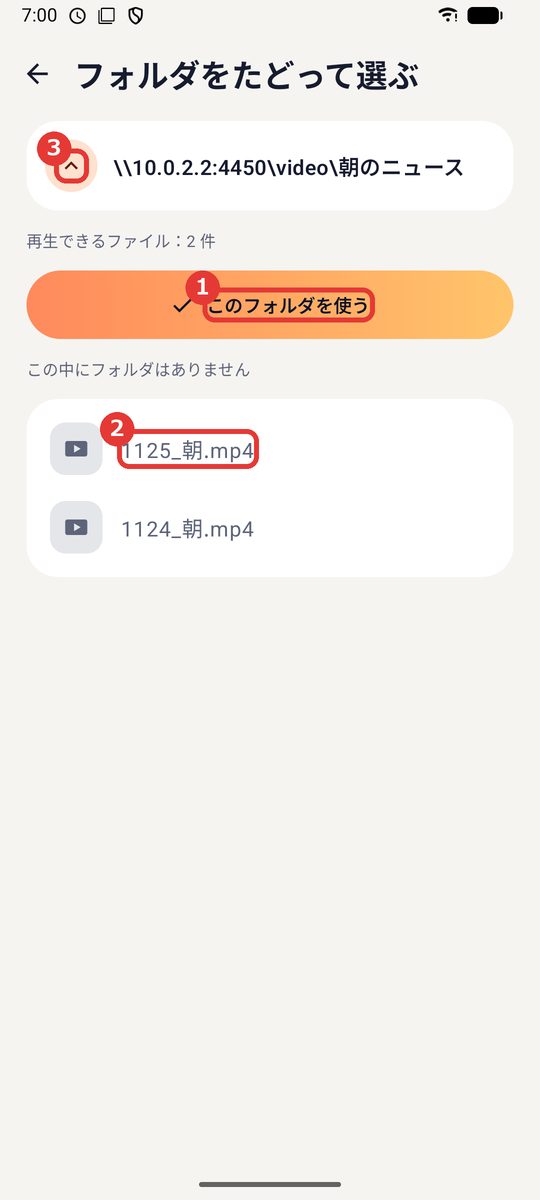 7:00
フォルダをたどって選ぶ
3
\\10.0.2.2:4450\video\朝のニュース
再生できるファイル：2 件
1
このフォルダを使う
この中にフォルダはありません
2
1125_朝.mp4
1124_朝.mp4